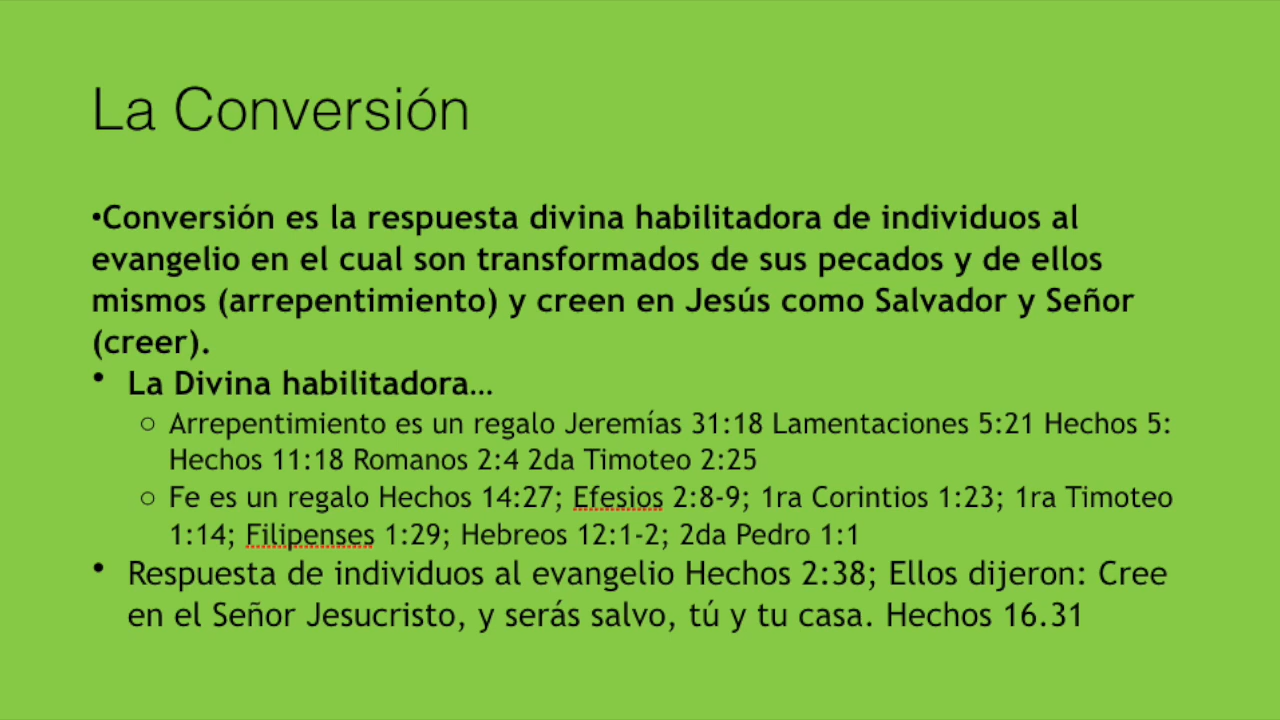 La Conversión
•Conversión es la respuesta divina habilitadora de individuos al
evangelio en el cual son transformados de sus pecados y de ellos
mismos (arrepentimiento) y creen en Jesús como Salvador y Señor
(creer).
• La Divina habilitadora…
○ Arrepentimiento es un regalo Jeremías 31:18 Lamentaciones 5:21 Hechos 5:
Hechos 11:18 Romanos 2:4 2da Timoteo 2:25
○ Fe es un regalo Hechos 14:27; Efesios 2:8-9; 1ra Corintios 1:23; 1ra Timoteo
1:14; Filipenses 1:29; Hebreos 12:1-2; 2da Pedro 1:1
• Respuesta de individuos al evangelio Hechos 2:38; Ellos dijeron: Cree
en el Señor Jesucristo, y serás salvo, tú y tu casa. Hechos 16.31